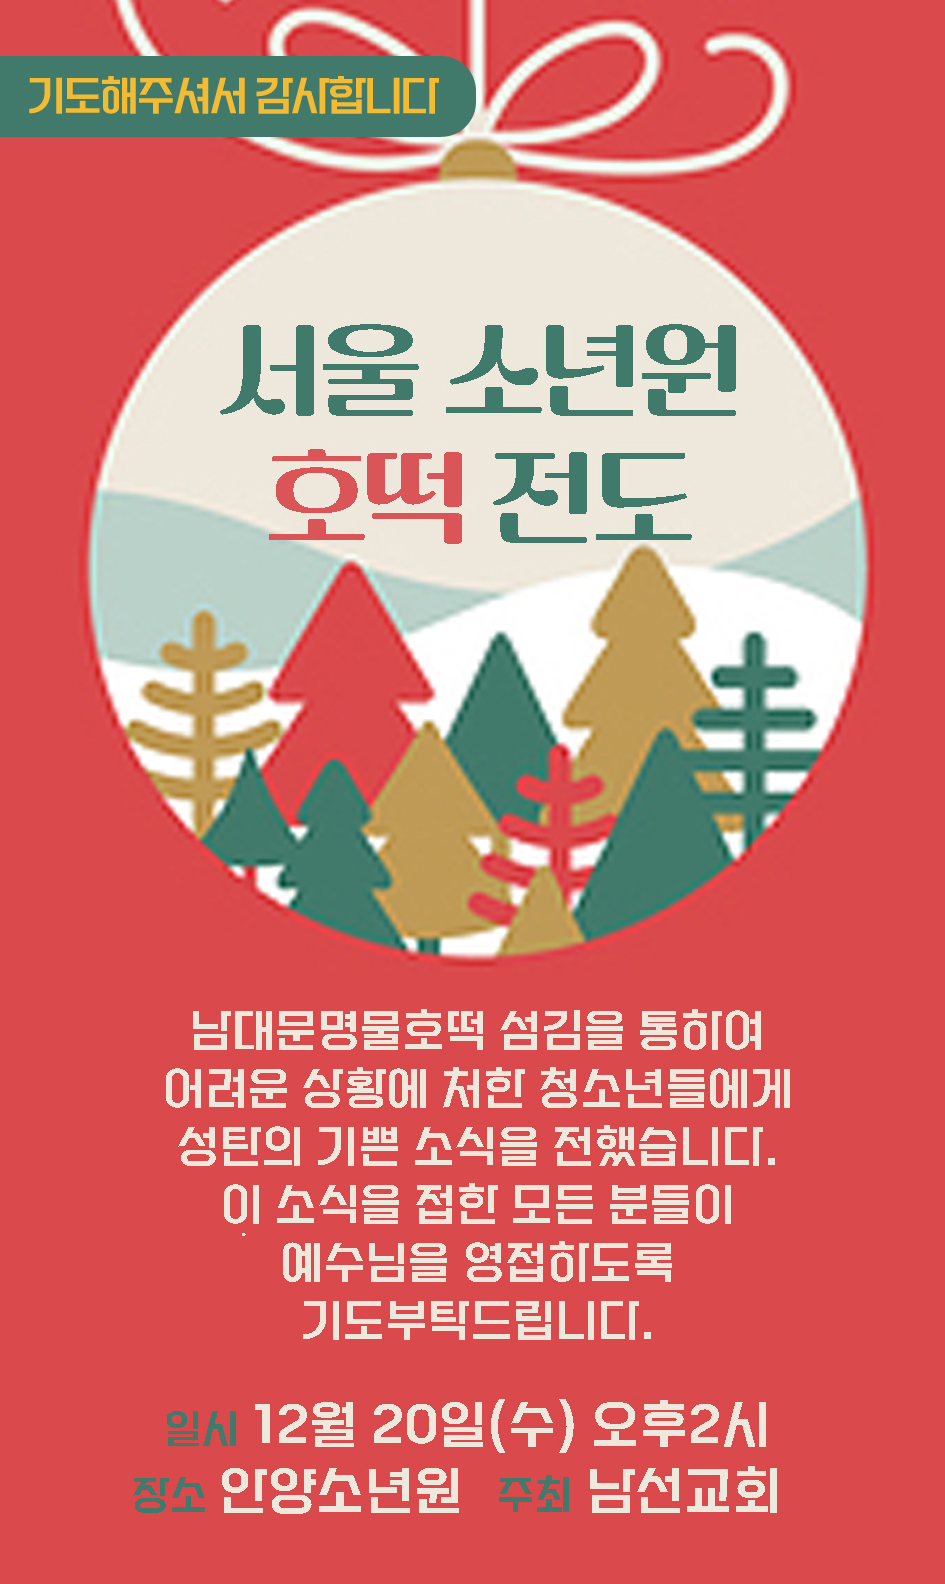 기도해주셔서 감사합니다
서울 소년원
호떡 전도
남대문명물호떡 섬김을 통하여
어려운 상황에 처한 청소년들에게
성탄의 기쁜 소식을 전했습니다.
이 소식을 접한 모든 분들이
예수님을 영접하도록
기도부탁드립니다.
일시 12월 20일(수) 오후2시
장소 안양소년원 주최 남선교회